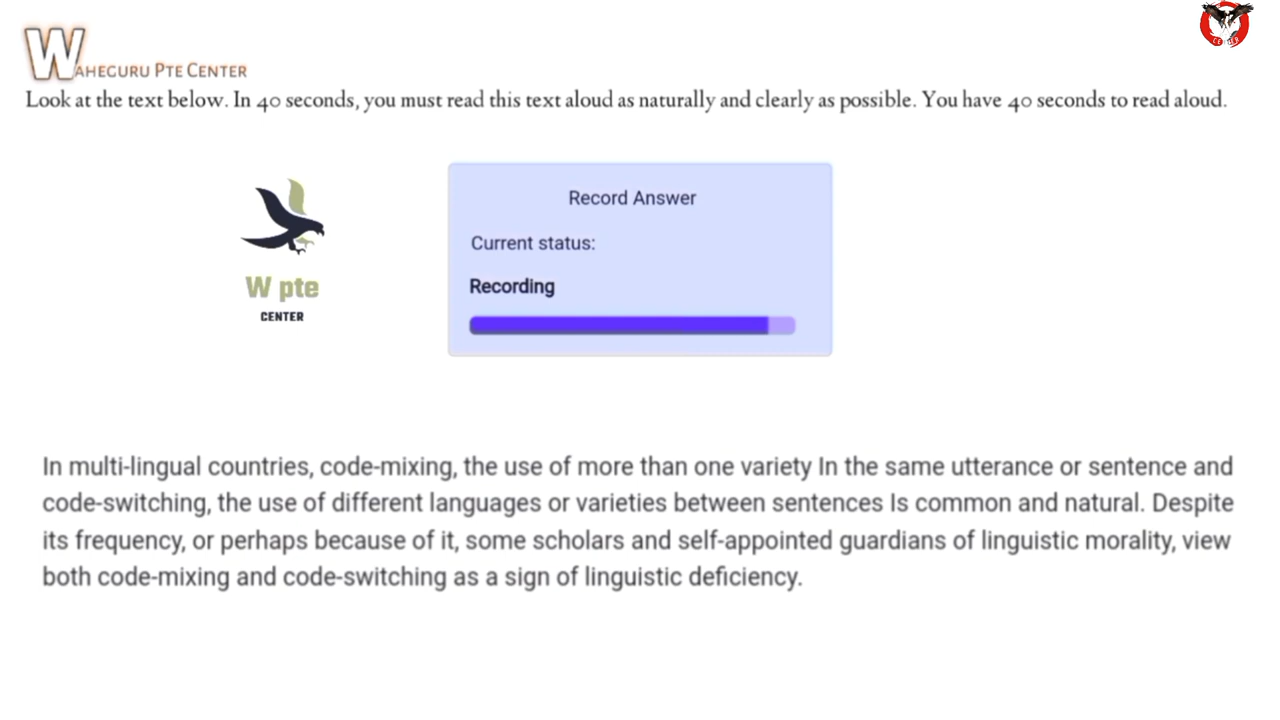 WAHEGURU PTE CENTER
Look at the text below. In 40 seconds, you must read this text aloud as naturally and clearly as possible. You have 40 seconds to read aloud.
Record Answer
Current status:
Recording
W pte
CENTER
In multi-lingual countries, code-mixing, the use of more than one variety In the same utterance or sentence and
code-switching, the use of different languages or varieties between sentences Is common and natural. Despite
its frequency, or perhaps because of it, some scholars and self-appointed guardians of linguistic morality, view
both code-mixing and code-switching as a sign of linguistic deficiency.